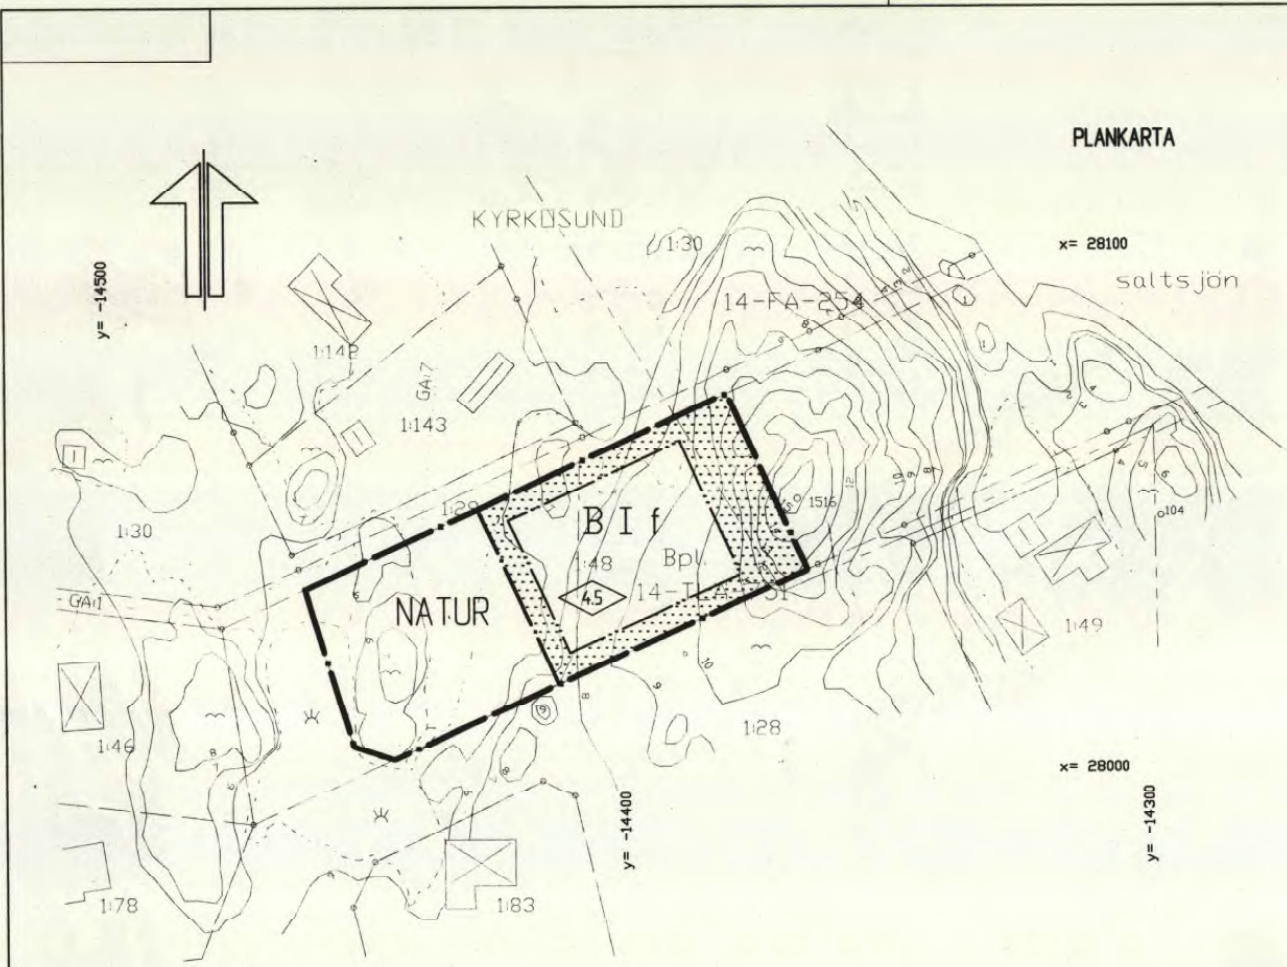 PLANKARTA
KYRKÖSUND
1:30
x= 28100
saltsjön
y= -14500
14-FA-254
1:142
GA:7
1:143
1:29
1:30
B I f
1516
104
1:48
Bpl
4.5
NATUR
GA:1
1:49
1:46
1:28
x= 28000
y= -14400
y= -14300
1:78
1:83